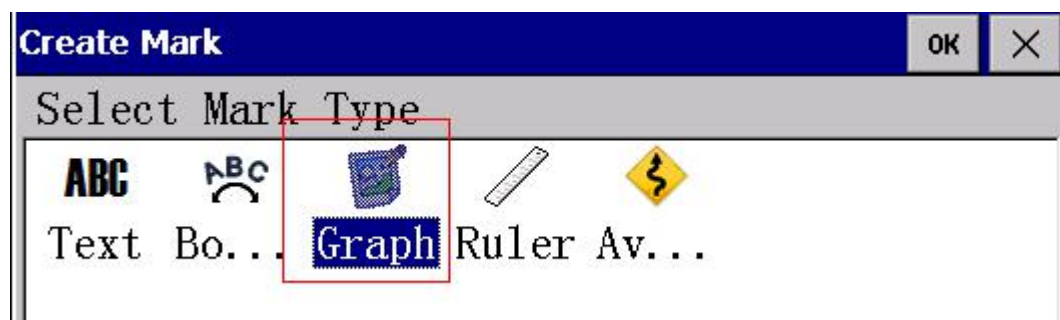 Create Mark OK
Select Mark Type
ABC ABC
Text Bo... Graph Ruler Av...